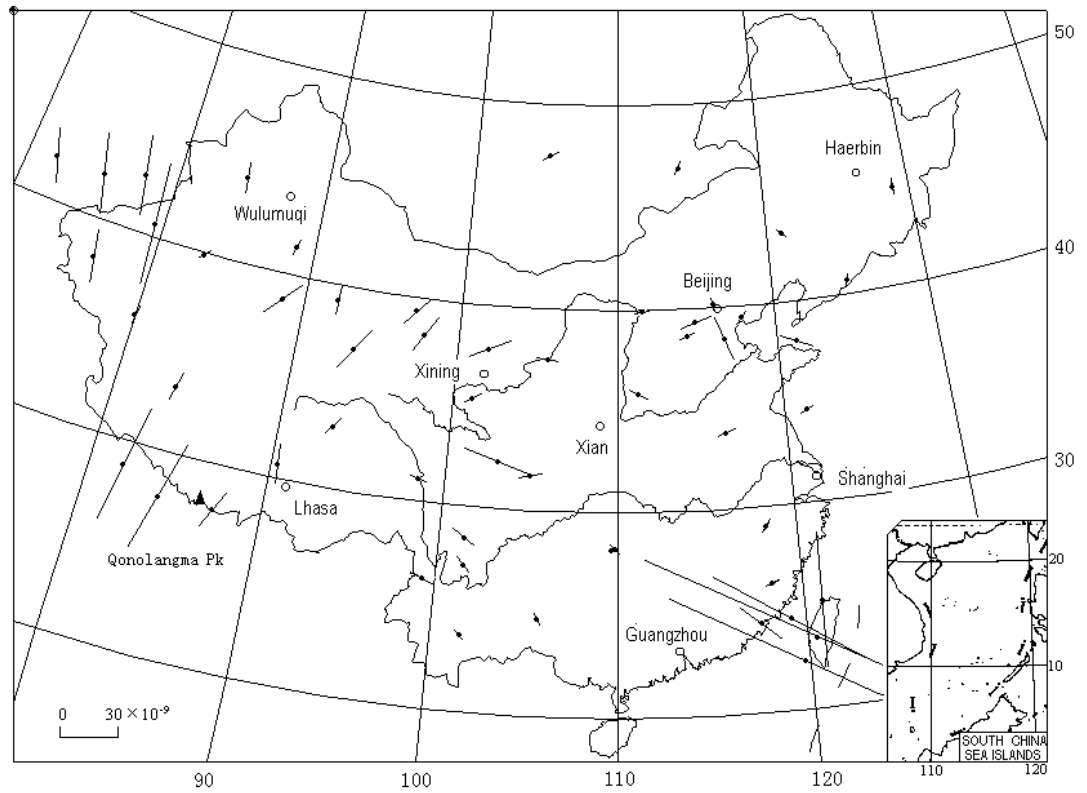 50
Haerbin
Wulumuqi
40
Beijing
Xining
Xian
30
Shanghai
Lhasa
Qonolangma Pk
20
Guangzhou
10
0 30×10⁻⁹
SOUTH CHINA
SEA ISLANDS
110 120
90 100 110 120